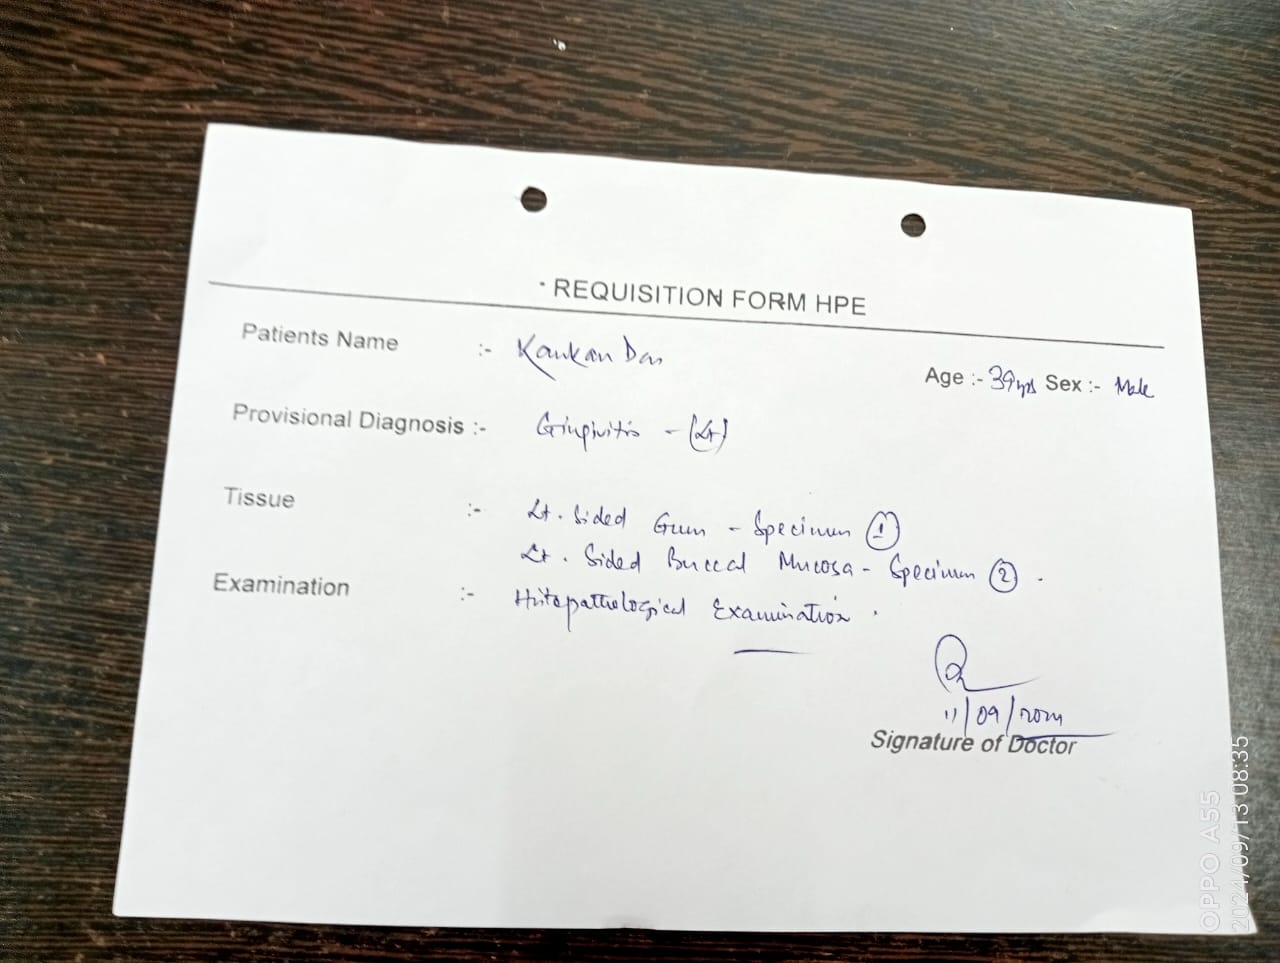 REQUISITION FORM HPE
Patients Name :- Kankan Das
Age :- 39yrs Sex :- Male
Provisional Diagnosis :- Gingivitis - (Lt)
Tissue :- Lt. Sided Gum - Specimen ①
Lt. Sided Buccal Mucosa - Specimen ② .
Examination :- Histopathological Examination .
11/09/2024
Signature of Doctor
OPPO A55
2024/09/13 08:35